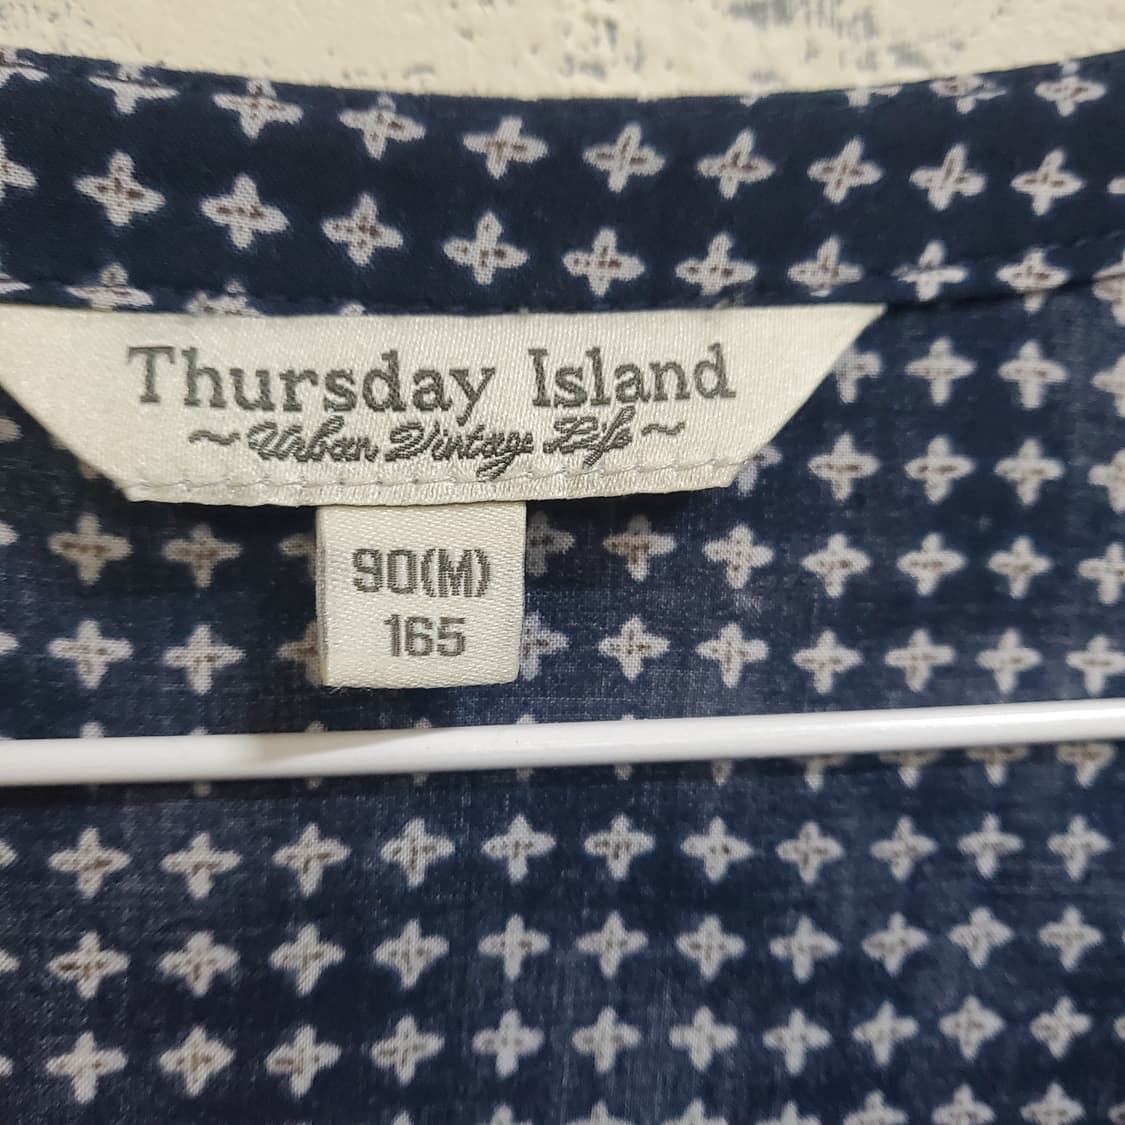 Thursday Island
~Urban Vintage Life~
90(M)
165